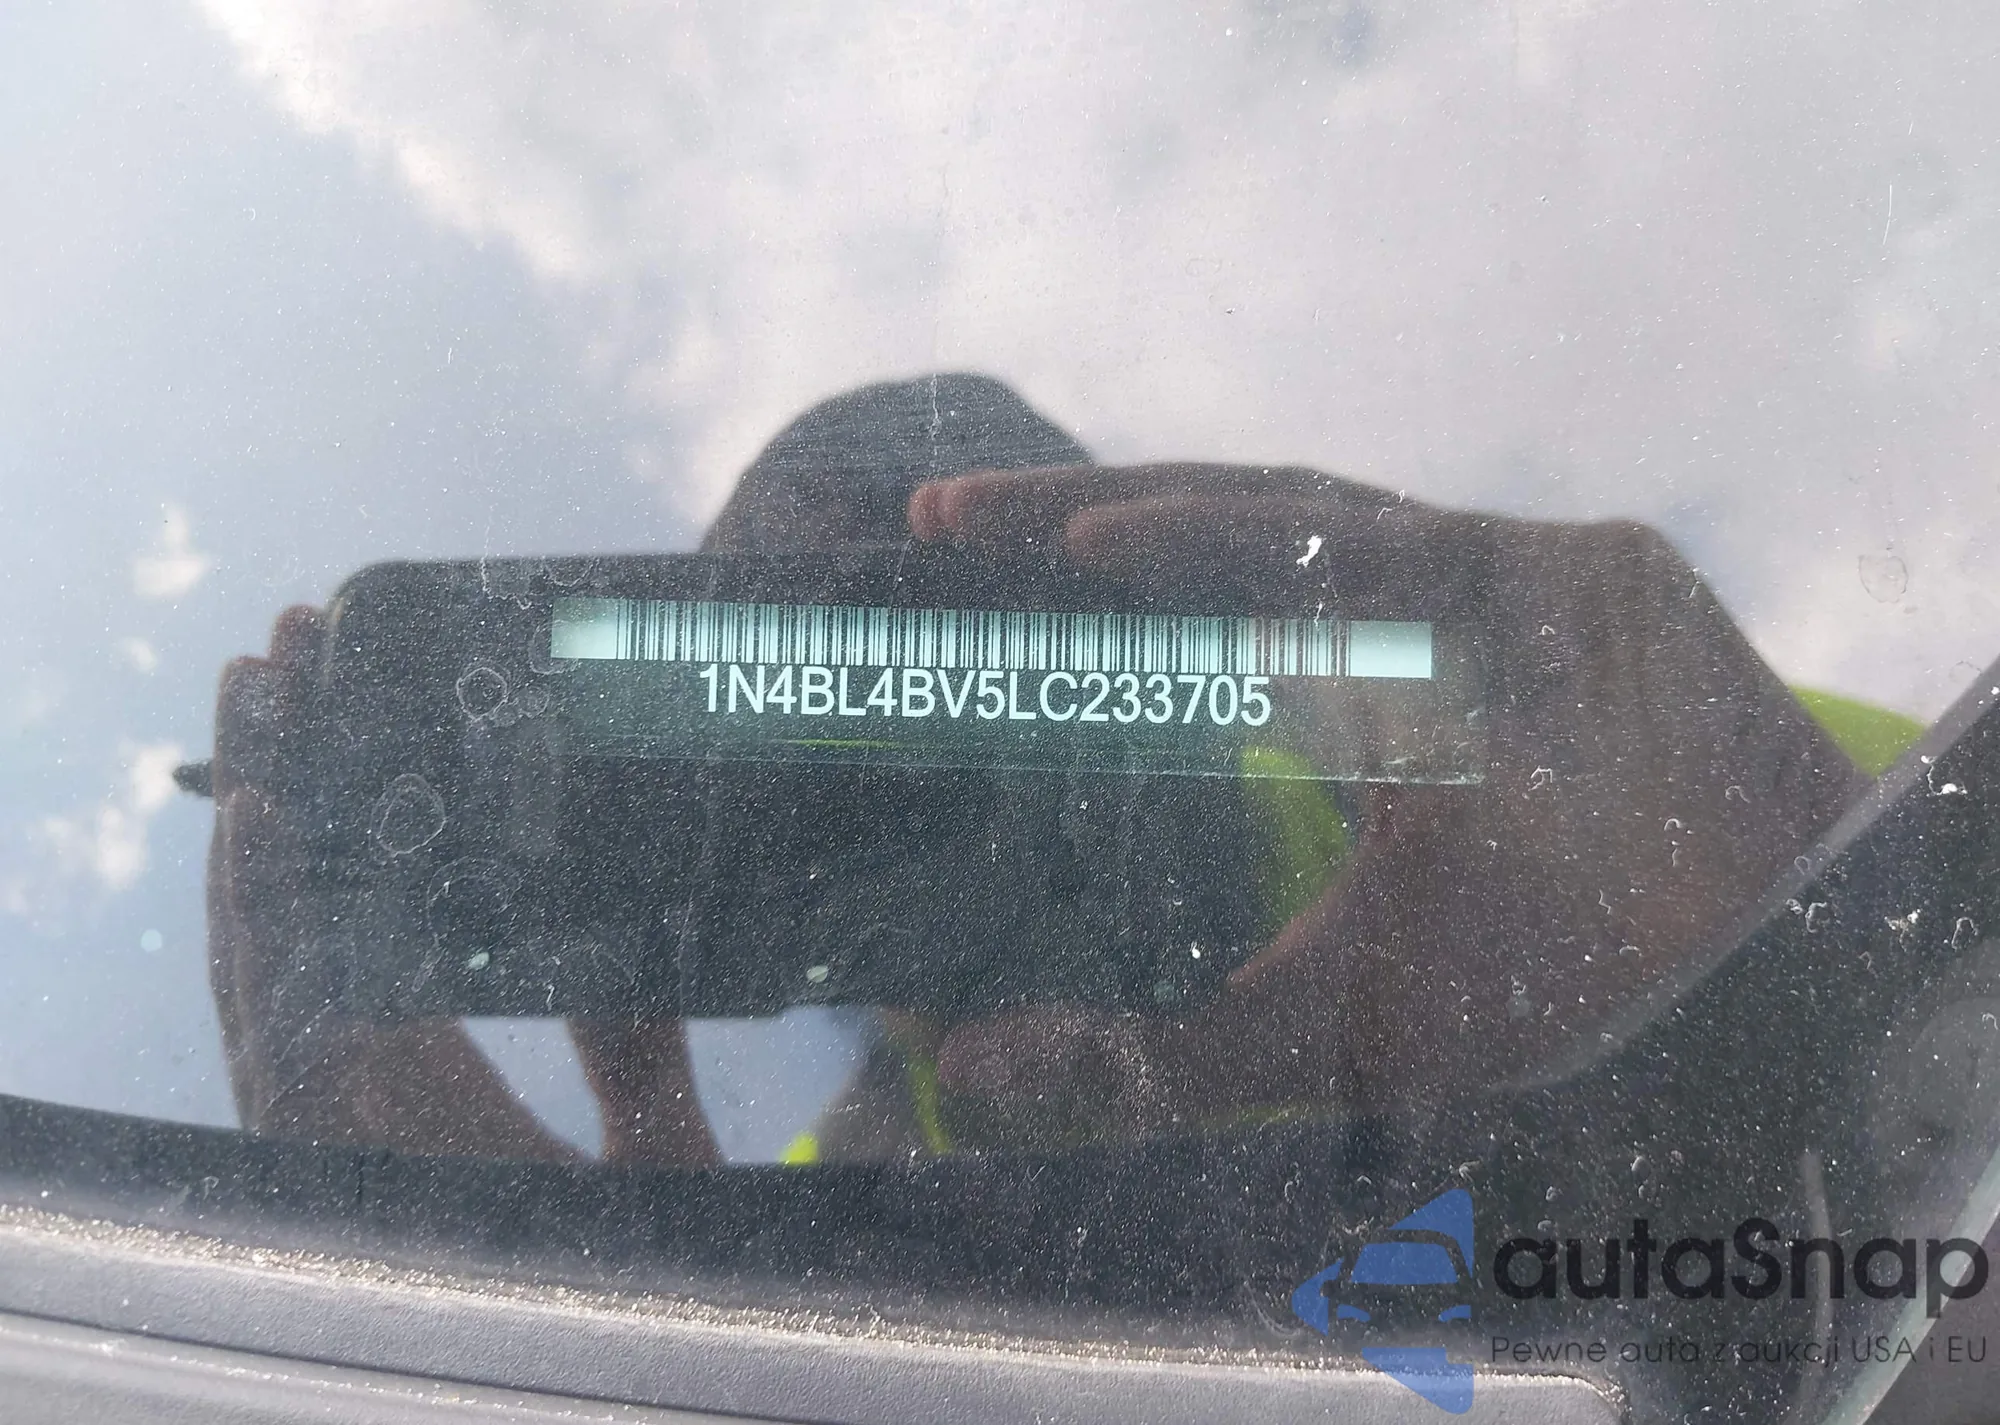 1N4BL4BV5LC233705
autaSnap
Pewne auta z aukcji USA i EU